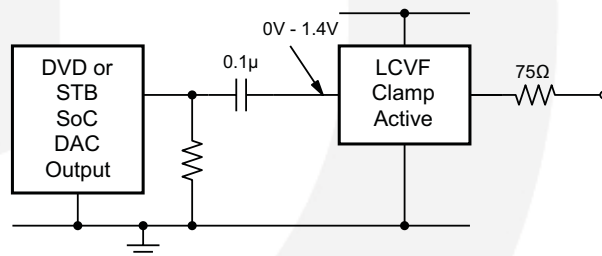 0V - 1.4V
DVD or
STB
SoC
DAC
Output
0.1µ
LCVF
Clamp
Active
75Ω